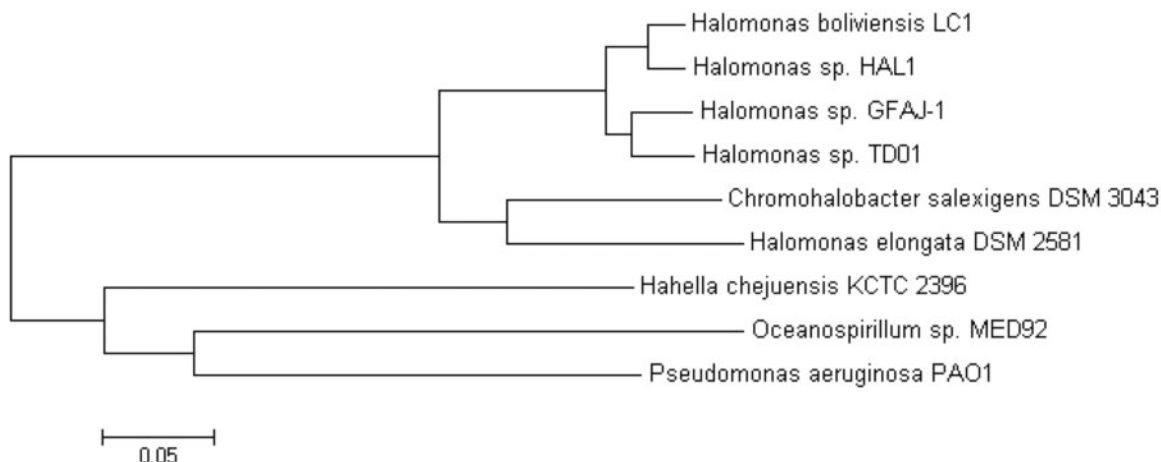 Halomonas boliviensis LC1
Halomonas sp. HAL1
Halomonas sp. GFAJ-1
Halomonas sp. TD01
Chromohalobacter salexigens DSM 3043
Halomonas elongata DSM 2581
Hahella chejuensis KCTC 2396
Oceanospirillum sp. MED92
Pseudomonas aeruginosa PAO1
0.05